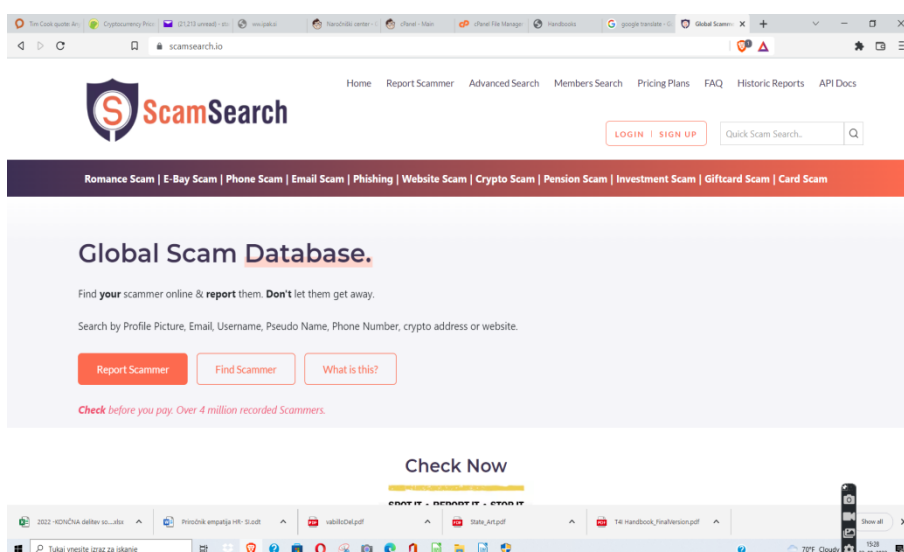 Tim Cook quote: Any
Cryptocurrency Price
(21,213 unread) - sto
www.ipak.si
Naročniški center -
cPanel - Main
cPanel File Manager
Handbooks
google translate - G
Global Scamm
scamsearch.io
Home Report Scammer Advanced Search Members Search Pricing Plans FAQ Historic Reports API Docs
ScamSearch
LOGIN | SIGN UP
Quick Scam Search..
Romance Scam | E-Bay Scam | Phone Scam | Email Scam | Phishing | Website Scam | Crypto Scam | Pension Scam | Investment Scam | Giftcard Scam | Card Scam
Global Scam Database.
Find your scammer online & report them. Don't let them get away.
Search by Profile Picture, Email, Username, Pseudo Name, Phone Number, crypto address or website.
Report Scammer
Find Scammer
What is this?
Check before you pay. Over 4 million recorded Scammers.
Check Now
SPOT IT • REPORT IT • STOP IT
2022 -KONČNA delitev so....xlsx
Priročnik empatija HR- SI.odt
vabiloDel.pdf
State_Art.pdf
T4I Handbook_FinalVersion.pdf
Show all
Tukaj vnesite izraz za iskanje
70°F Cloudy
15:28